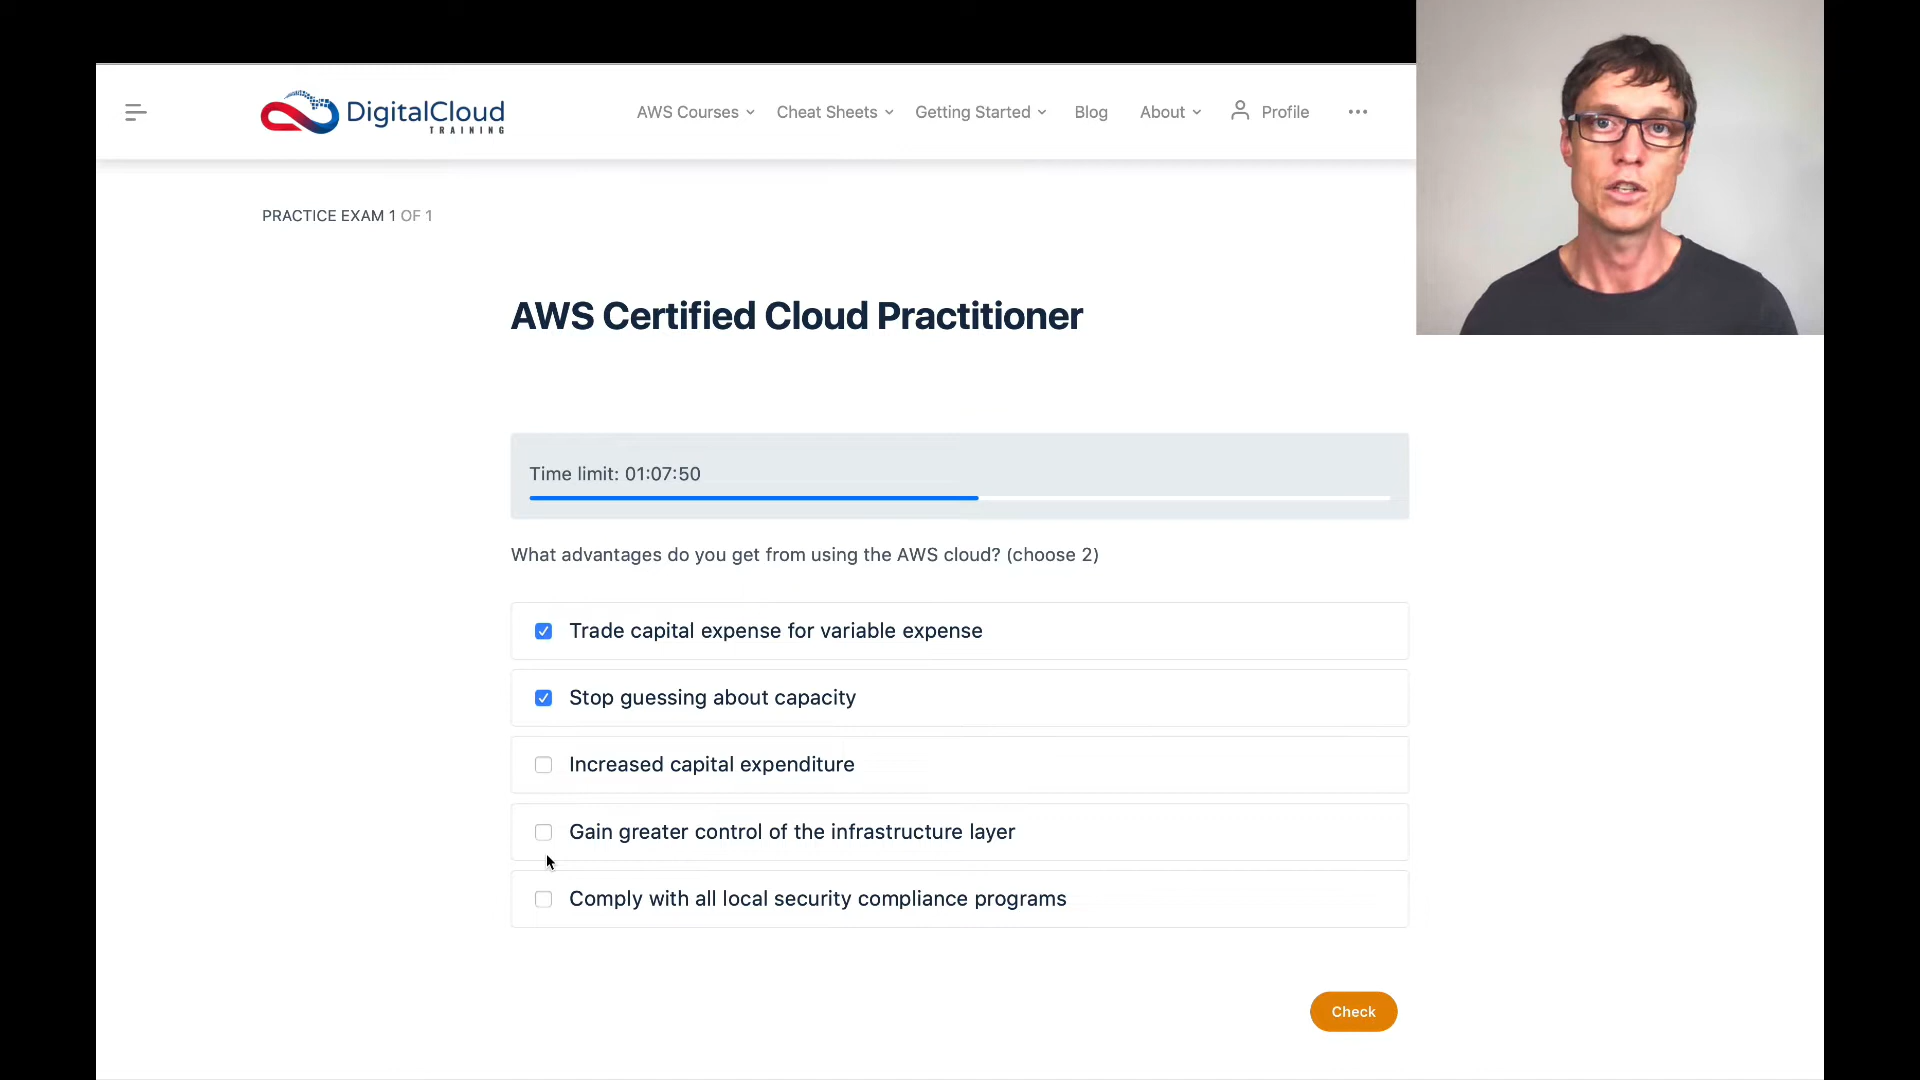 DigitalCloud
TRAINING
AWS Courses
Cheat Sheets
Getting Started
Blog
About
Profile
PRACTICE EXAM 1 OF 1
AWS Certified Cloud Practitioner
Time limit: 01:07:50
What advantages do you get from using the AWS cloud? (choose 2)
Trade capital expense for variable expense
Stop guessing about capacity
Increased capital expenditure
Gain greater control of the infrastructure layer
Comply with all local security compliance programs
Check